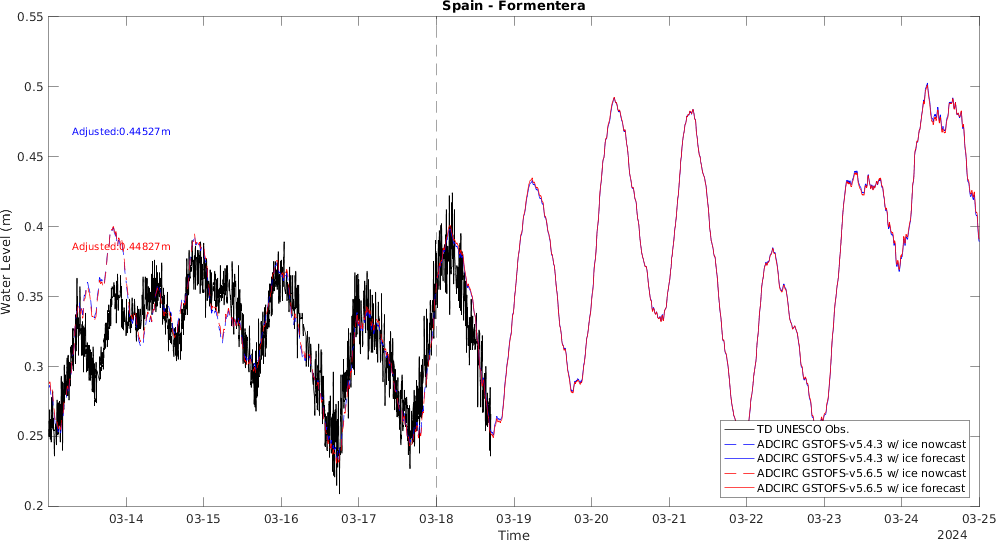 Spain - Formentera
0.55
0.5
0.45
0.4
0.35
0.3
0.25
0.2
Water Level (m)
Adjusted:0.44527m
Adjusted:0.44827m
TD UNESCO Obs.
ADCIRC GSTOFS-v5.4.3 w/ ice nowcast
ADCIRC GSTOFS-v5.4.3 w/ ice forecast
ADCIRC GSTOFS-v5.6.5 w/ ice nowcast
ADCIRC GSTOFS-v5.6.5 w/ ice forecast
03-14 03-15 03-16 03-17 03-18 03-19 03-20 03-21 03-22 03-23 03-24 03-25
Time
2024